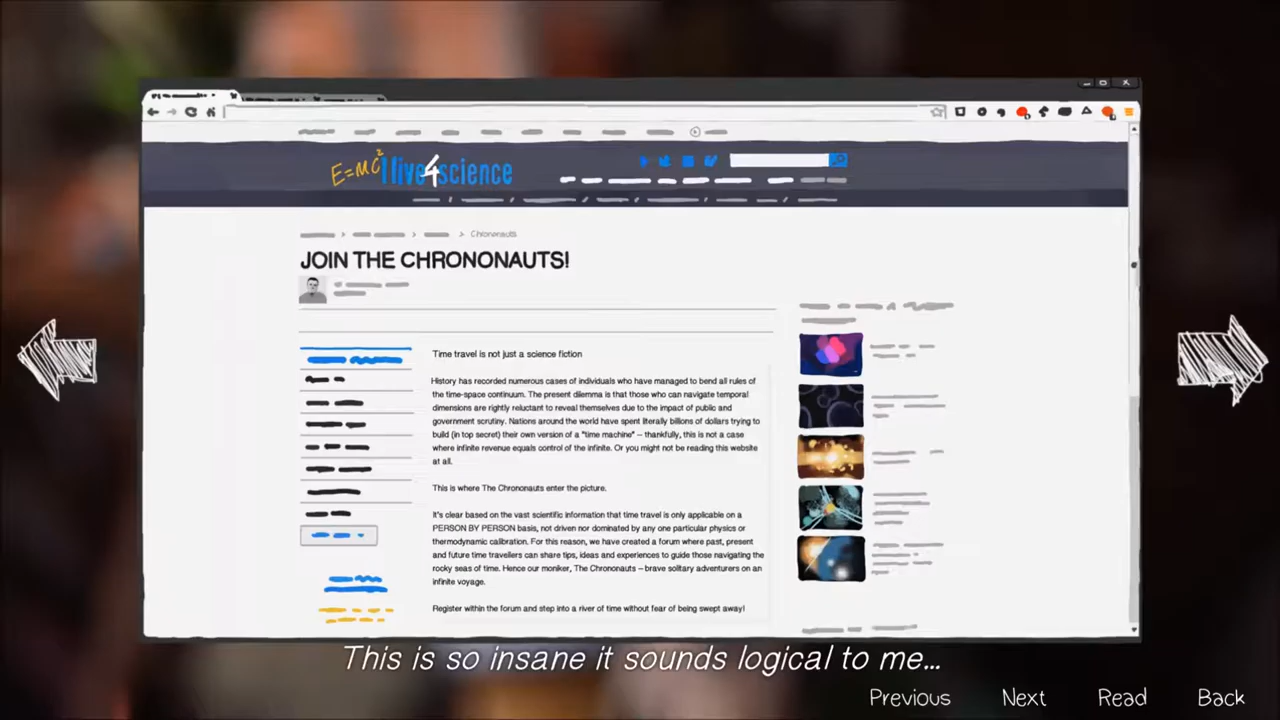 E=MC² I live4science
Chrononauts
JOIN THE CHRONONAUTS!
Time travel is not just a science fiction
History has recorded numerous cases of individuals who have managed to bend all rules of
the time-space continuum. The present dilemma is that those who can navigate temporal
dimensions are rightly reluctant to reveal themselves due to the impact of public and
government scrutiny. Nations around the world have spent literally billions of dollars trying to
build (in top secret) their own version of a "time machine" – thankfully, this is not a case
where infinite revenue equals control of the infinite. Or you might not be reading this website
at all.
This is where The Chrononauts enter the picture.
It's clear based on the vast scientific information that time travel is only applicable on a
PERSON BY PERSON basis, not driven nor dominated by any one particular physics or
thermodynamic calibration. For this reason, we have created a forum where past, present
and future time travellers can share tips, ideas and experiences to guide those navigating the
rocky seas of time. Hence our moniker, The Chrononauts – brave solitary adventurers on an
infinite voyage.
Register within the forum and step into a river of time without fear of being swept away!
This is so insane it sounds logical to me...
Previous Next Read Back